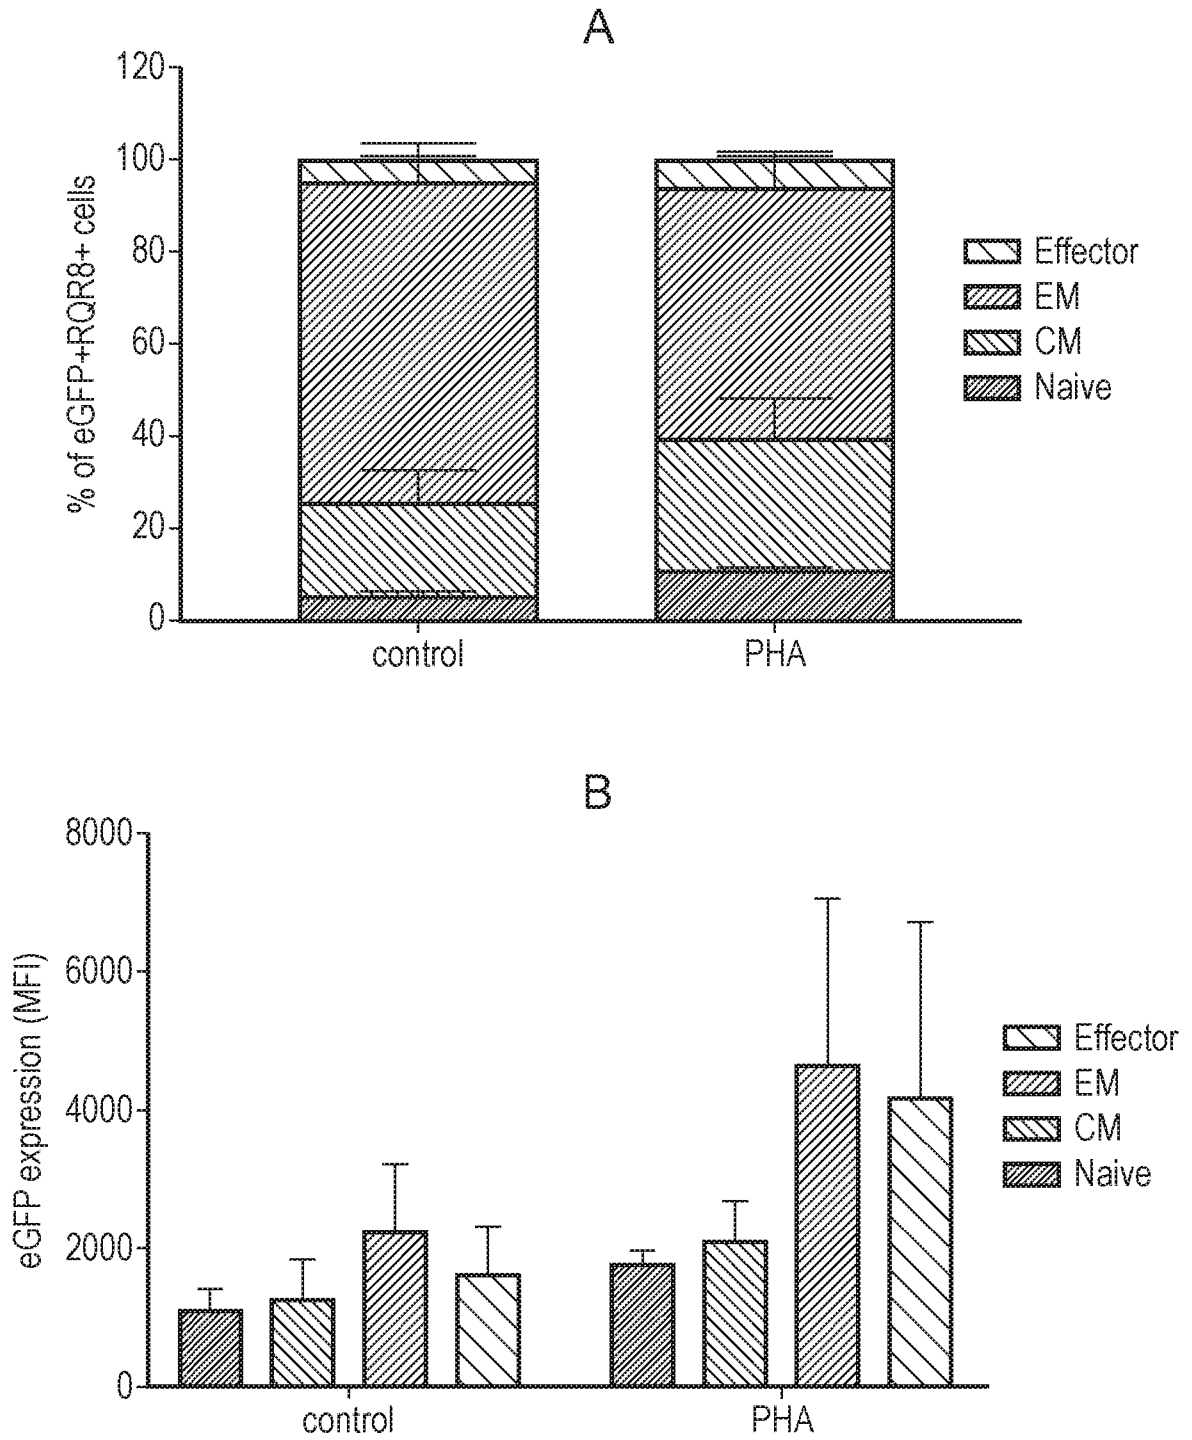 A
120
100
80
60
40
20
0
% of eGFP+RQR8+ cells
control
PHA
Effector
EM
CM
Naive
B
8000
6000
4000
2000
0
eGFP expression (MFI)
control
PHA
Effector
EM
CM
Naive